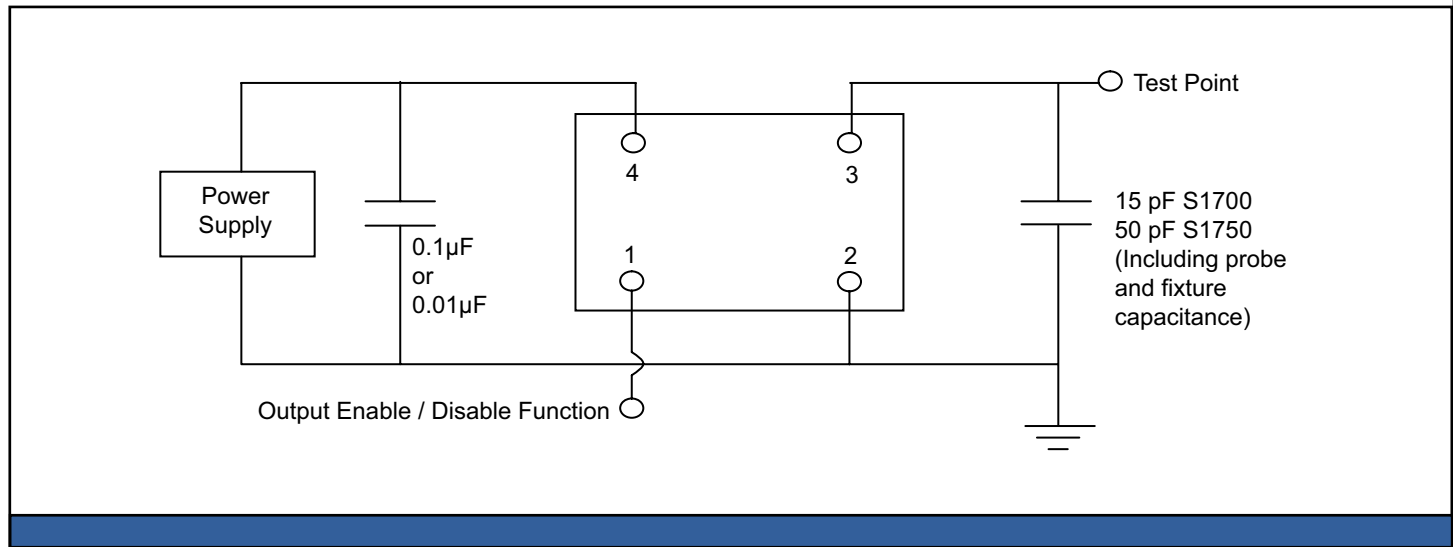 Test Point
4
3
Power
Supply
15 pF S1700
50 pF S1750
(Including probe
and fixture
capacitance)
0.1µF
or
0.01µF
1
2
Output Enable / Disable Function